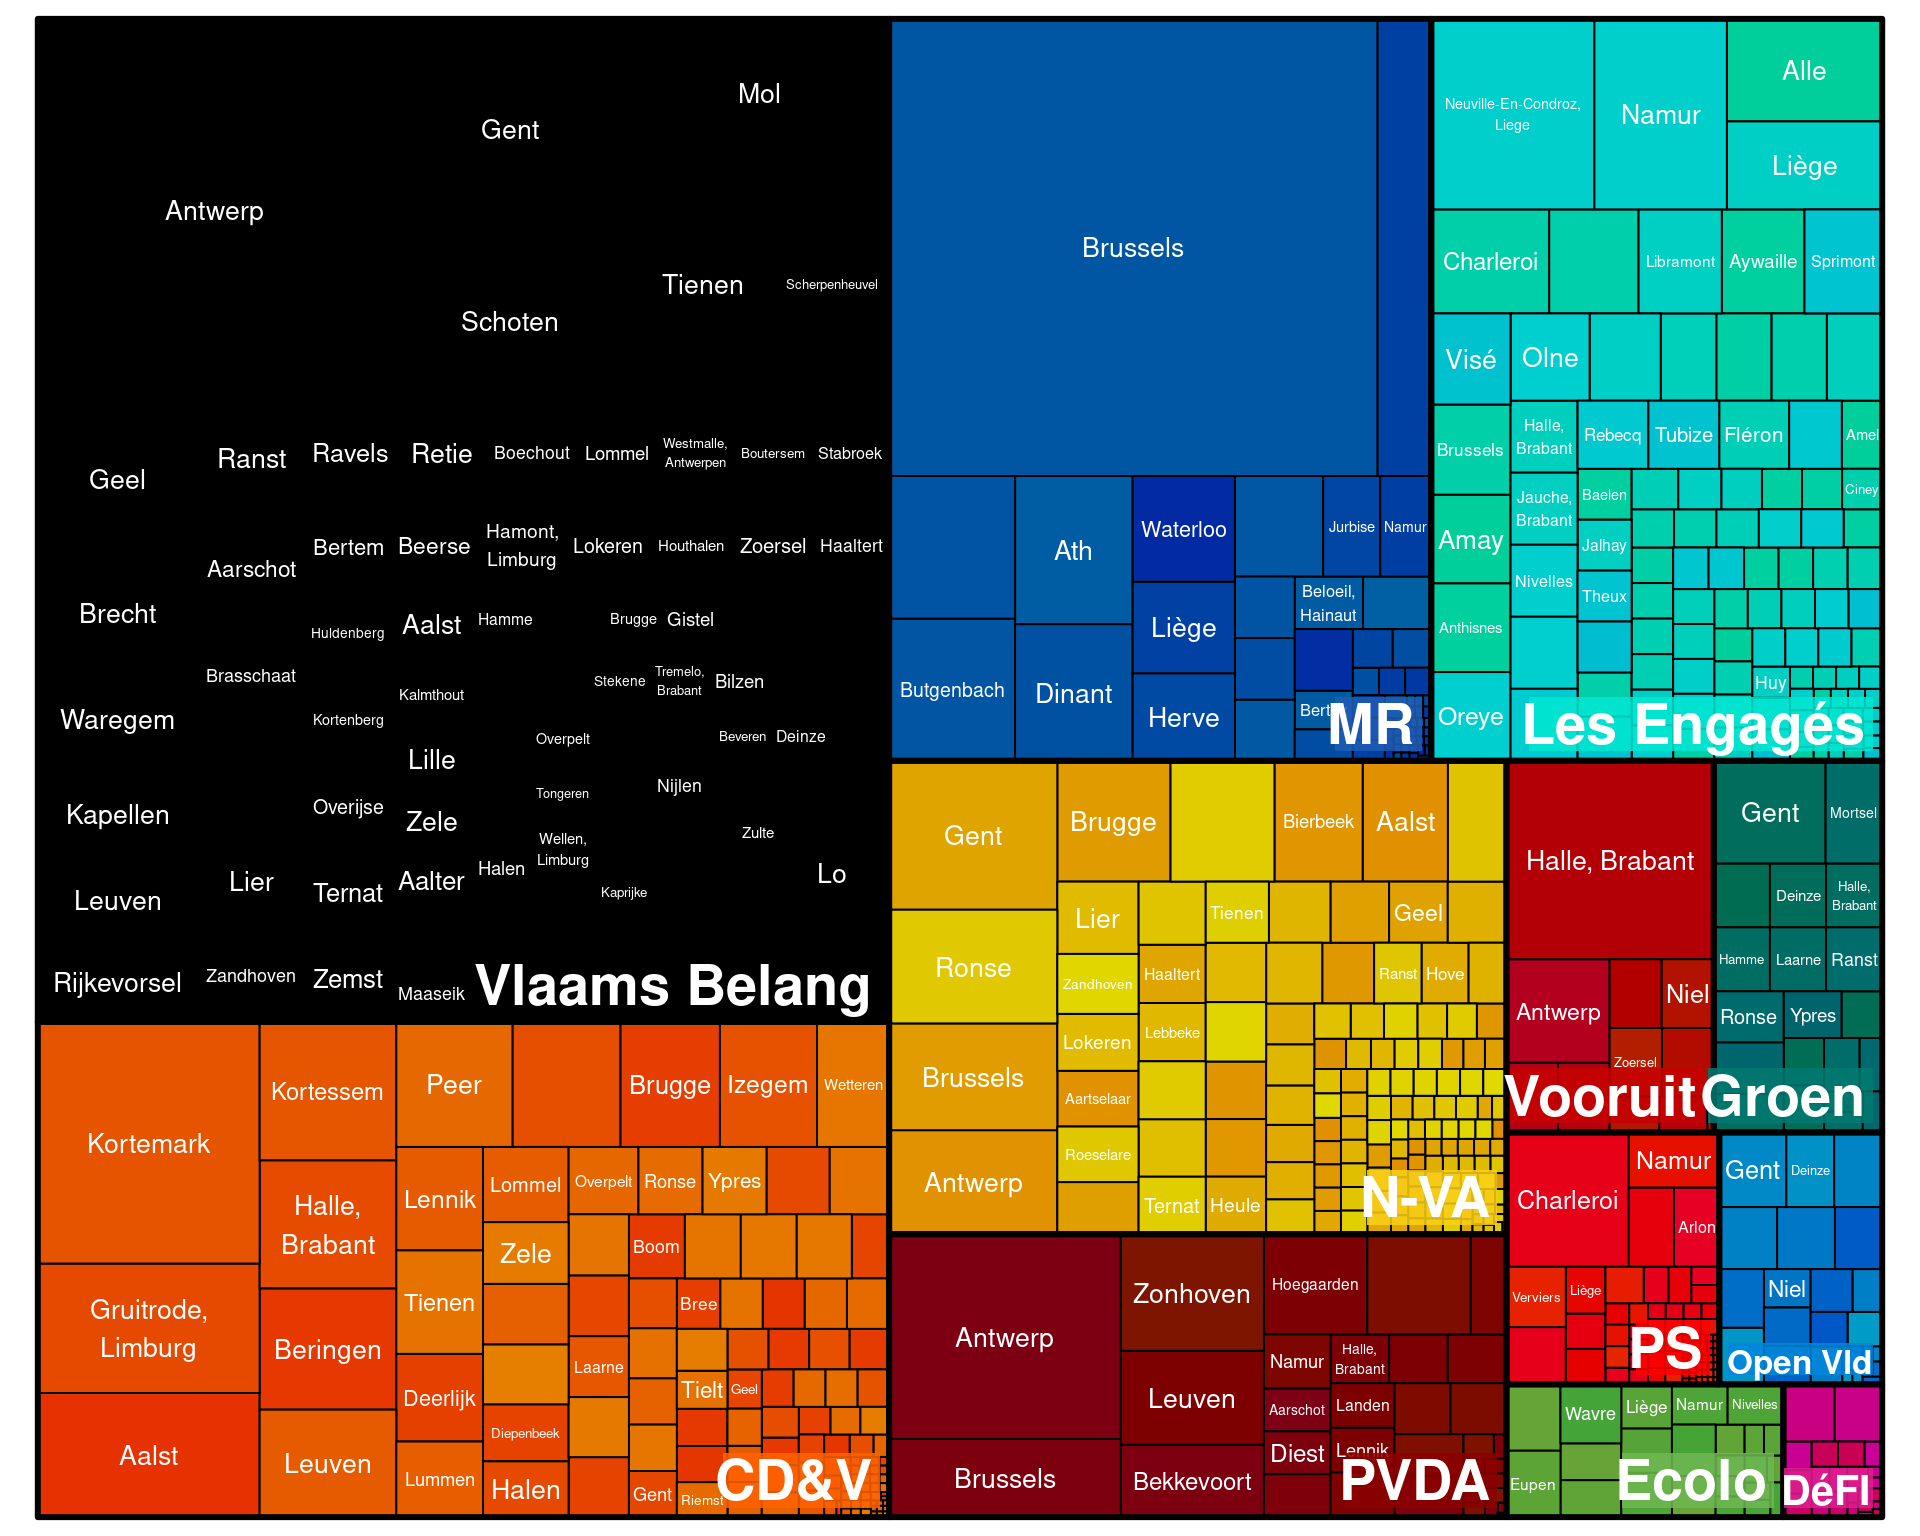 Mol
Gent
Antwerp
Tienen
Scherpenheuvel
Schoten
Geel
Ranst
Ravels
Retie
Boechout
Lommel
Westmalle,
Antwerpen
Boutersem
Stabroek
Aarschot
Bertem
Beerse
Hamont,
Limburg
Lokeren
Houthalen
Zoersel
Haaltert
Brecht
Huldenberg
Aalst
Hamme
Brugge
Gistel
Brasschaat
Kalmthout
Stekene
Tremelo,
Brabant
Bilzen
Waregem
Kortenberg
Lille
Overpelt
Beveren
Deinze
Kapellen
Overijse
Zele
Tongeren
Nijlen
Wellen,
Limburg
Zulte
Leuven
Lier
Ternat
Aalter
Halen
Kaprijke
Lo
Rijkevorsel
Zandhoven
Zemst
Maaseik
Vlaams Belang
Brussels
Ath
Waterloo
Jurbise
Namur
Liège
Beloeil,
Hainaut
Butgenbach
Dinant
Herve
Bert
MR
Neuville-En-Condroz,
Liege
Namur
Alle
Liège
Charleroi
Libramont
Aywaille
Sprimont
Visé
Olne
Brussels
Halle,
Brabant
Rebecq
Tubize
Fléron
Amel
Jauche,
Brabant
Baelen
Ciney
Amay
Jalhay
Nivelles
Theux
Anthisnes
Huy
Oreye
Les Engagés
Kortemark
Kortessem
Peer
Brugge
Izegem
Wetteren
Halle,
Brabant
Lennik
Lommel
Overpelt
Ronse
Ypres
Zele
Boom
Gruitrode,
Limburg
Beringen
Tienen
Bree
Laarne
Deerlijk
Tielt
Geel
Aalst
Leuven
Diepenbeek
Lummen
Halen
Gent
Riemst
CD&V
Gent
Brugge
Bierbeek
Aalst
Ronse
Lier
Tienen
Geel
Zandhoven
Haaltert
Ranst
Hove
Brussels
Lokeren
Lebbeke
Aartselaar
Antwerp
Roeselare
Ternat
Heule
N-VA
Antwerp
Zonhoven
Hoegaarden
Namur
Halle,
Brabant
Leuven
Aarschot
Landen
Brussels
Bekkevoort
Diest
Lennik
PVDA
Halle, Brabant
Antwerp
Niel
Zoersel
Vooruit
Gent
Mortsel
Deinze
Halle,
Brabant
Hamme
Laarne
Ranst
Ronse
Ypres
Groen
Charleroi
Namur
Arlon
Verviers
Liège
PS
Gent
Deinze
Niel
Open Vld
Wavre
Liège
Namur
Nivelles
Eupen
Ecolo
DéFI